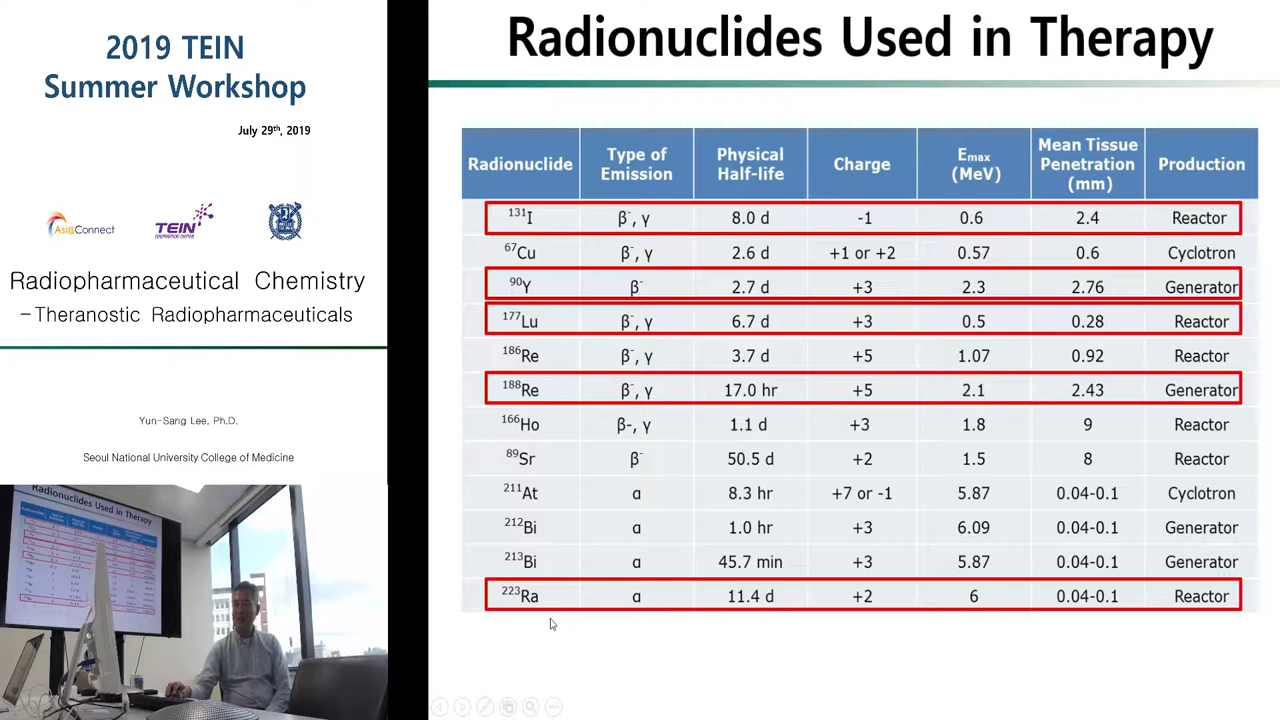 2019 TEIN
Summer Workshop
July 29th, 2019
Asi@Connect
TEIN
COOPERATION CENTER
Radiopharmaceutical Chemistry
- Theranostic Radiopharmaceuticals
Yun-Sang Lee, Ph.D.
Seoul National University College of Medicine
Radionuclides Used in Therapy
Radionuclides Used in Therapy
Radionuclide Type of Emission Physical Half-life Charge Emax (MeV) Mean Tissue Penetration (mm) Production
131I β-, γ 8.0 d -1 0.6 2.4 Reactor
67Cu β-, γ 2.6 d +1 or +2 0.57 0.6 Cyclotron
90Y β- 2.7 d +3 2.3 2.76 Generator
177Lu β-, γ 6.7 d +3 0.5 0.28 Reactor
186Re β-, γ 3.7 d +5 1.07 0.92 Reactor
188Re β-, γ 17.0 hr +5 2.1 2.43 Generator
166Ho β-, γ 1.1 d +3 1.8 9 Reactor
89Sr β- 50.5 d +2 1.5 8 Reactor
211At α 8.3 hr +7 or -1 5.87 0.04-0.1 Cyclotron
212Bi α 1.0 hr +3 6.09 0.04-0.1 Generator
213Bi α 45.7 min +3 5.87 0.04-0.1 Generator
223Ra α 11.4 d +2 6 0.04-0.1 Reactor